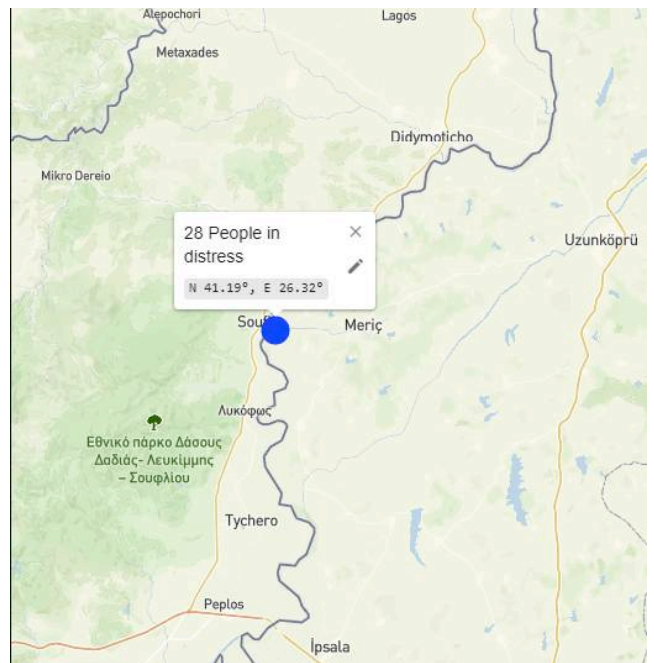 Alepochori
Lagos
Metaxades
Didymoticho
Mikro Dereio
28 People in
distress
N 41.19°, E 26.32°
Uzunköprü
Meriç
Λυκόφως
Εθνικό πάρκο Δάσους
Δαδιάς- Λευκίμμης
– Σουφλίου
Tychero
Peplos
İpsala